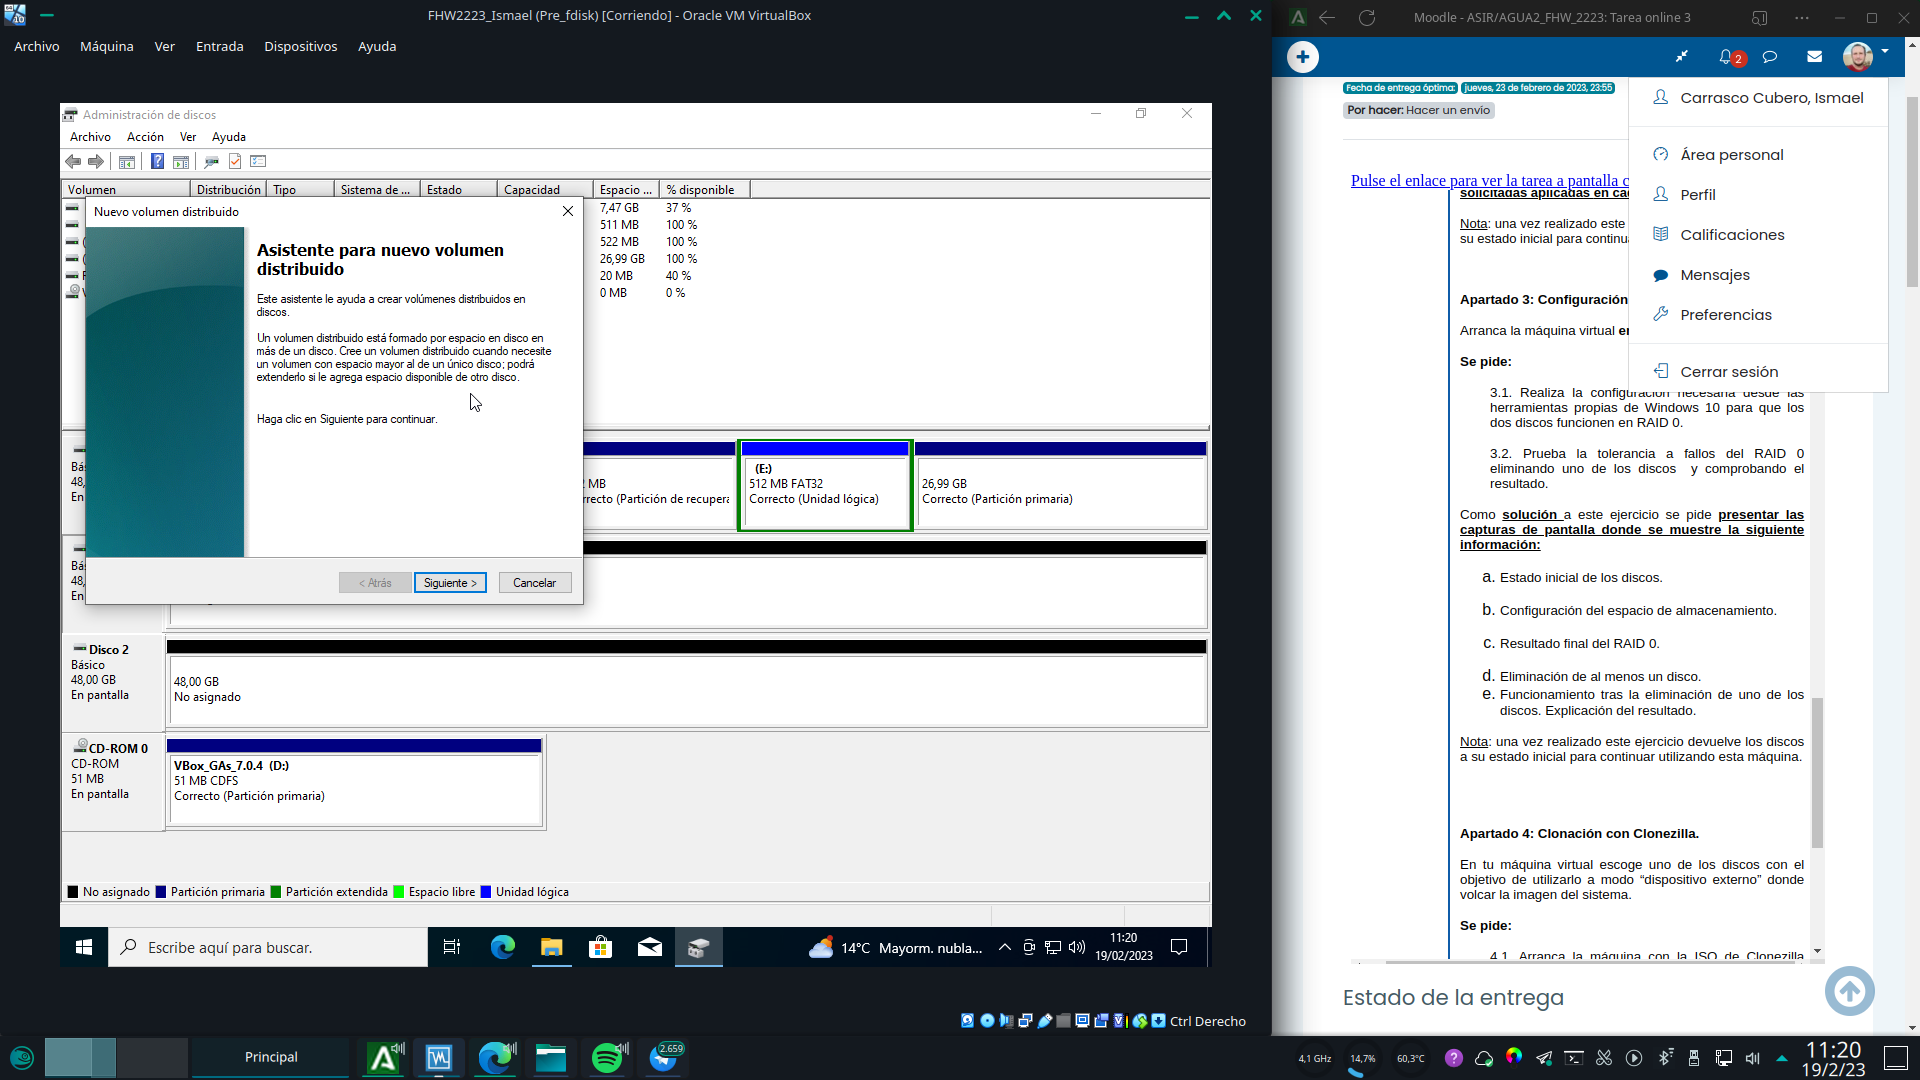 FHW2223_Ismael (Pre_fdisk) [Corriendo] - Oracle VM VirtualBox
Archivo Máquina Ver Entrada Dispositivos Ayuda
Administración de discos
Archivo Acción Ver Ayuda
Volumen Distribución Tipo Sistema de ... Estado Capacidad Espacio ... % disponible
7,47 GB 37 %
511 MB 100 %
522 MB 100 %
26,99 GB 100 %
20 MB 40 %
0 MB 0 %
Nuevo volumen distribuido
Asistente para nuevo volumen
distribuido
Este asistente le ayuda a crear volúmenes distribuidos en
discos.
Un volumen distribuido está formado por espacio en disco en
más de un disco. Cree un volumen distribuido cuando necesite
un volumen con espacio mayor al de un único disco; podrá
extenderlo si le agrega espacio disponible de otro disco.
Haga clic en Siguiente para continuar.
< Atrás Siguiente > Cancelar
Bás
48,
En
MB
recto (Partición de recupera
(E:)
512 MB FAT32
Correcto (Unidad lógica)
26,99 GB
Correcto (Partición primaria)
Bás
48,
En
Disco 2
Básico
48,00 GB
En pantalla
48,00 GB
No asignado
CD-ROM 0
CD-ROM
51 MB
En pantalla
VBox_GAs_7.0.4 (D:)
51 MB CDFS
Correcto (Partición primaria)
No asignado Partición primaria Partición extendida Espacio libre Unidad lógica
Escribe aquí para buscar.
14°C Mayorm. nubla...
11:20
19/02/2023
Ctrl Derecho
Moodle - ASIR/AGUA2_FHW_2223: Tarea online 3
2
Fecha de entrega óptima: jueves, 23 de febrero de 2023, 23:55
Por hacer: Hacer un envío
Carrasco Cubero, Ismael
Área personal
Perfil
Calificaciones
Mensajes
Preferencias
Cerrar sesión
Pulse el enlace para ver la tarea a pantalla c
solicitadas aplicadas en ca
Nota: una vez realizado este
su estado inicial para continu
Apartado 3: Configuración
Arranca la máquina virtual e
Se pide:
3.1. Realiza la configuración necesaria desde las
herramientas propias de Windows 10 para que los
dos discos funcionen en RAID 0.
3.2. Prueba la tolerancia a fallos del RAID 0
eliminando uno de los discos y comprobando el
resultado.
Como solución a este ejercicio se pide presentar las
capturas de pantalla donde se muestre la siguiente
información:
a. Estado inicial de los discos.
b. Configuración del espacio de almacenamiento.
c. Resultado final del RAID 0.
d. Eliminación de al menos un disco.
e. Funcionamiento tras la eliminación de uno de los
discos. Explicación del resultado.
Nota: una vez realizado este ejercicio devuelve los discos
a su estado inicial para continuar utilizando esta máquina.
Apartado 4: Clonación con Clonezilla.
En tu máquina virtual escoge uno de los discos con el
objetivo de utilizarlo a modo “dispositivo externo” donde
volcar la imagen del sistema.
Se pide:
4.1. Arranca la máquina con la ISO de Clonezilla
Estado de la entrega
Principal
2.659
4,1 GHz 14,7% 60,3°C
11:20
19/2/23